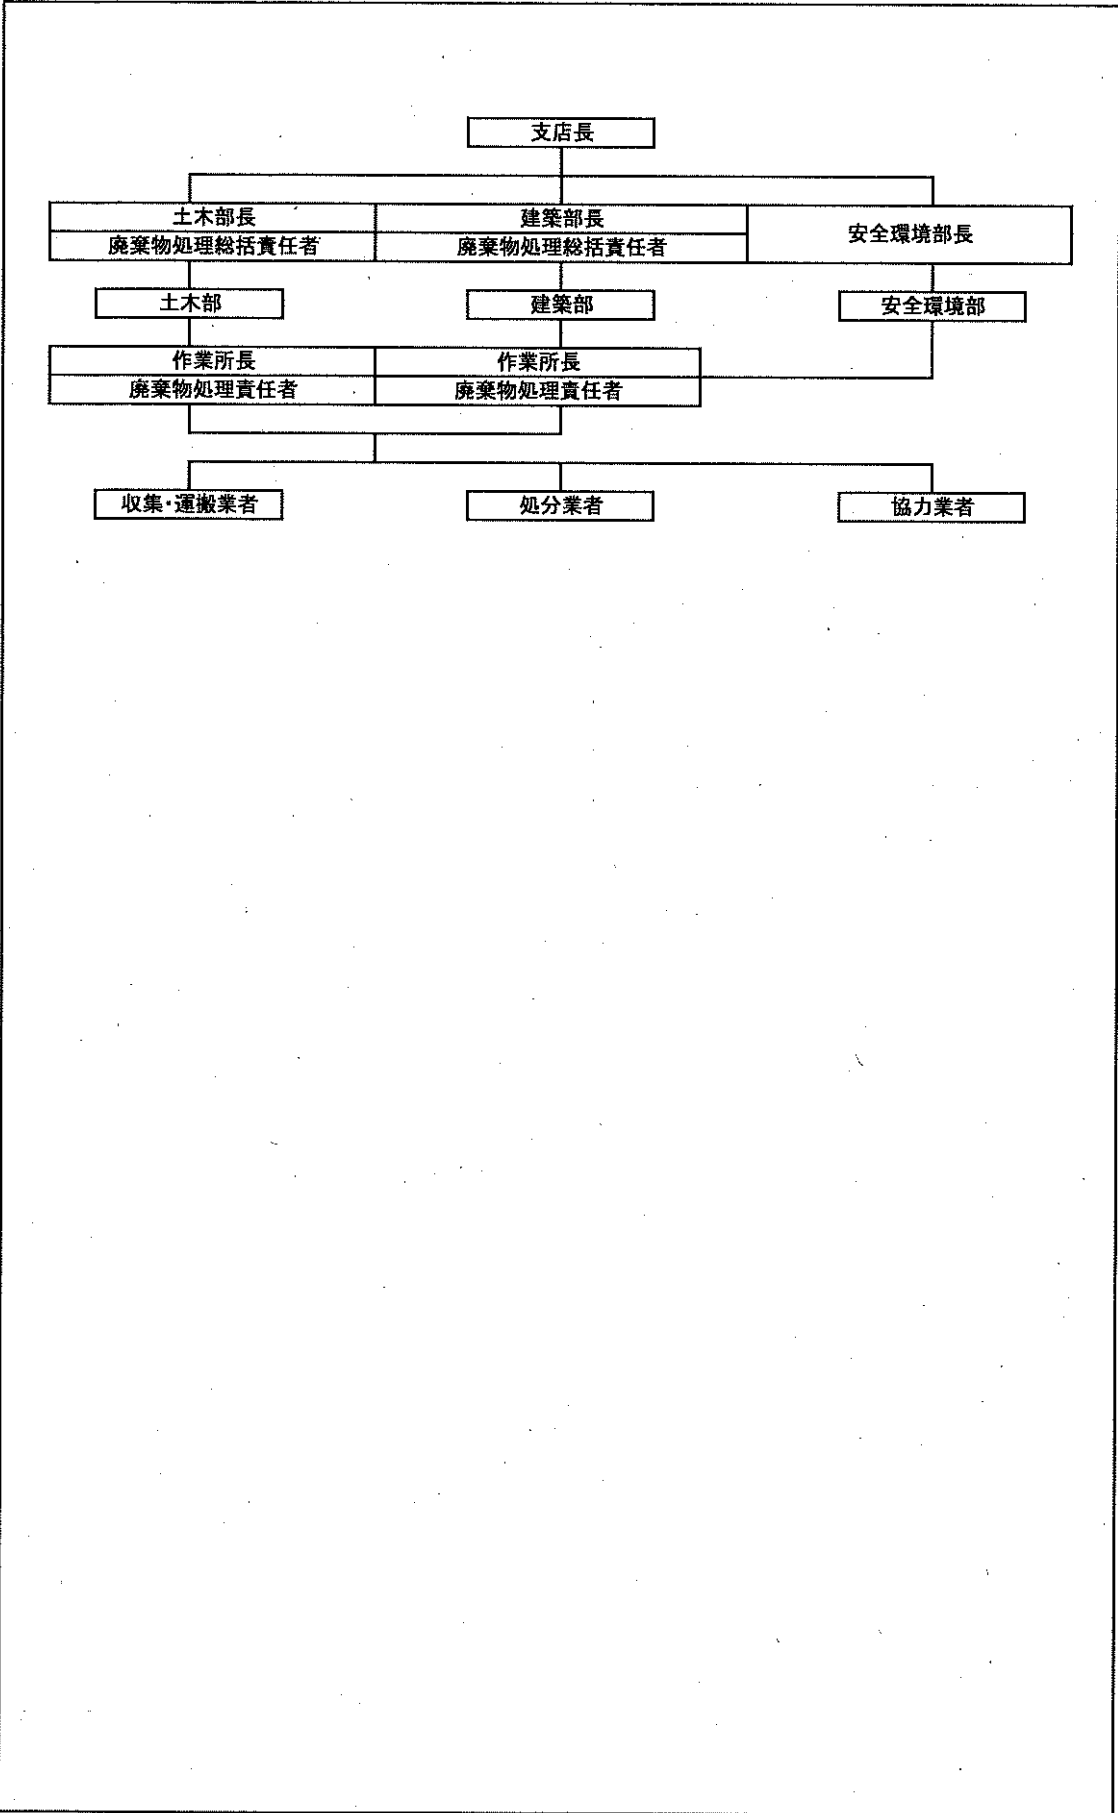 支店長
土木部長
廃棄物処理総括責任者
建築部長
廃棄物処理総括責任者
安全環境部長
土木部
建築部
安全環境部
作業所長
廃棄物処理責任者
作業所長
廃棄物処理責任者
収集・運搬業者
処分業者
協力業者